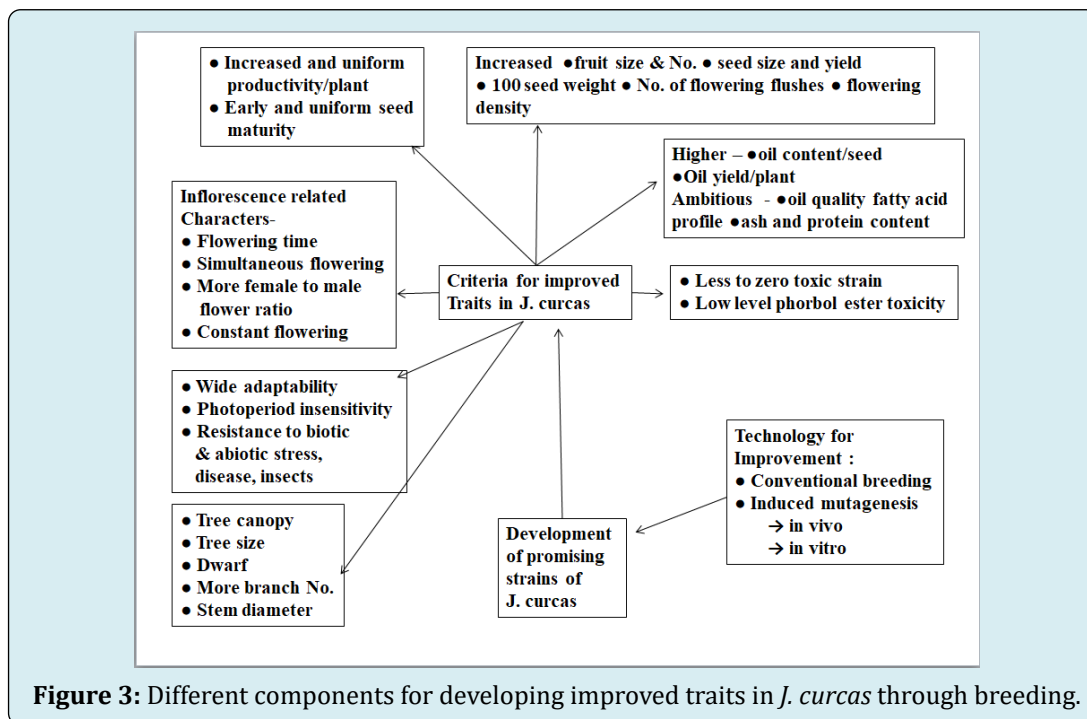 ● Increased and uniform
productivity/plant
● Early and uniform seed
maturity
Increased ●fruit size & No. ● seed size and yield
● 100 seed weight ● No. of flowering flushes ● flowering
density
Higher – ●oil content/seed
●Oil yield/plant
Ambitious - ●oil quality fatty acid
profile ●ash and protein content
Inflorescence related
Characters-
● Flowering time
● Simultaneous flowering
● More female to male
flower ratio
● Constant flowering
Criteria for improved
Traits in J. curcas
● Less to zero toxic strain
● Low level phorbol ester toxicity
● Wide adaptability
● Photoperiod insensitivity
● Resistance to biotic
& abiotic stress,
disease, insects
Technology for
Improvement :
● Conventional breeding
● Induced mutagenesis
→ in vivo
→ in vitro
● Tree canopy
● Tree size
● Dwarf
● More branch No.
● Stem diameter
Development
of promising
strains of
J. curcas
Figure 3: Different components for developing improved traits in J. curcas through breeding.